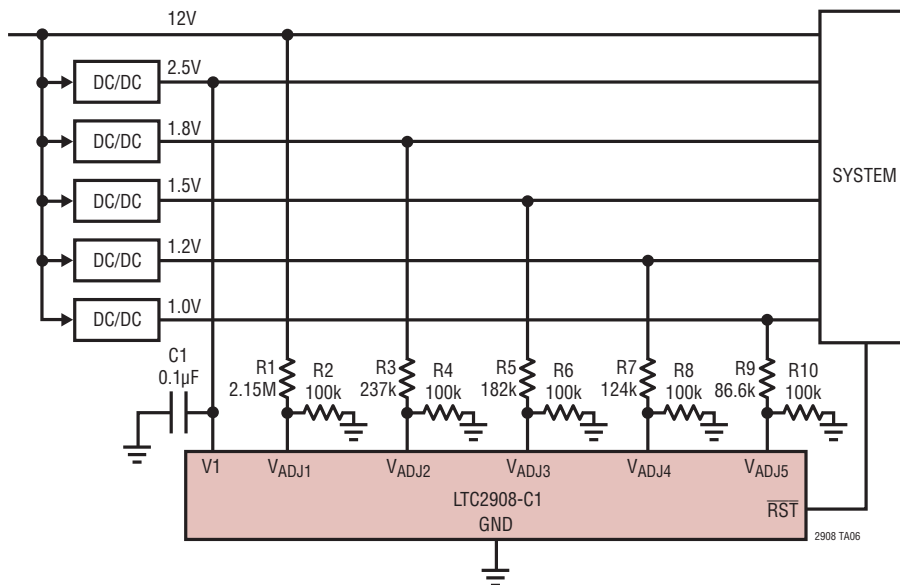 12V
2.5V
DC/DC
1.8V
DC/DC
1.5V
DC/DC
1.2V
DC/DC
1.0V
DC/DC
SYSTEM
C1
0.1µF
R1
2.15M
R2
100k
R3
237k
R4
100k
R5
182k
R6
100k
R7
124k
R8
100k
R9
86.6k
R10
100k
V1
VADJ1
VADJ2
VADJ3
VADJ4
VADJ5
LTC2908-C1
GND
RST
2908 TA06